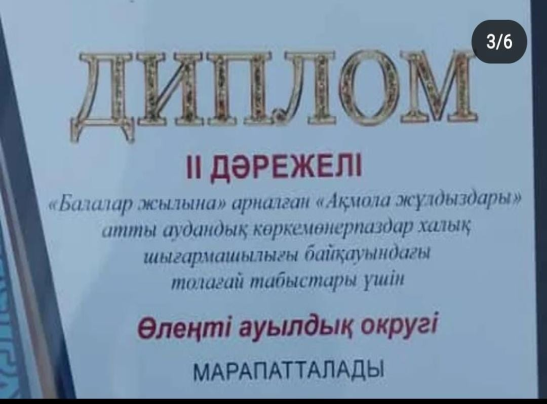 3/6
ДИПЛОМ
ІІ ДӘРЕЖЕЛІ
«Балалар жылына» арналған «Ақмола жұлдыздары»
атты аудандық көркемөнерпаздар халық
шығармашылығы байқауындағы
толағай табыстары үшін
Өлеңті ауылдық округі
МАРАПАТТАЛАДЫ